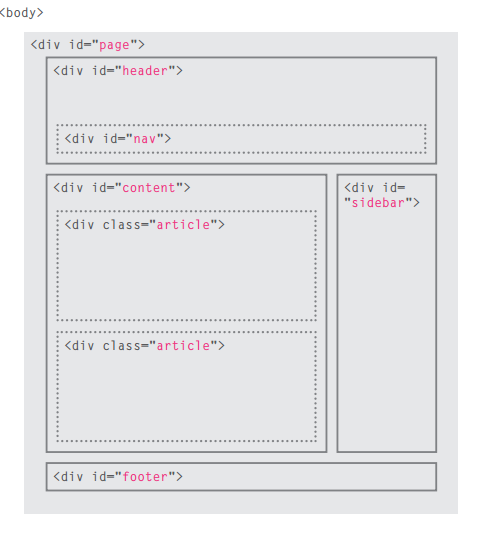 <body>
<div id="page">
<div id="header">
<div id="nav">
<div id="content">
<div class="article">
<div class="article">
<div id=
"sidebar">
<div id="footer">